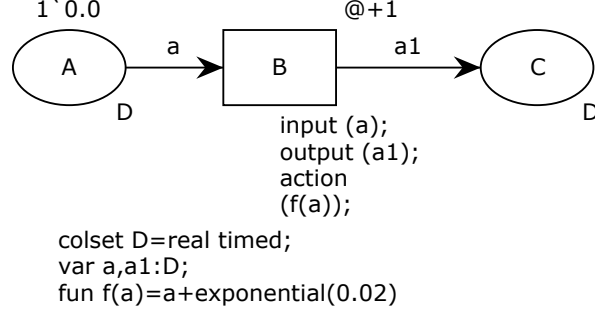 1`0.0
@+1
A
a
B
a1
C
D
D
input (a);
output (a1);
action
(f(a));
colset D=real timed;
var a,a1:D;
fun f(a)=a+exponential(0.02)